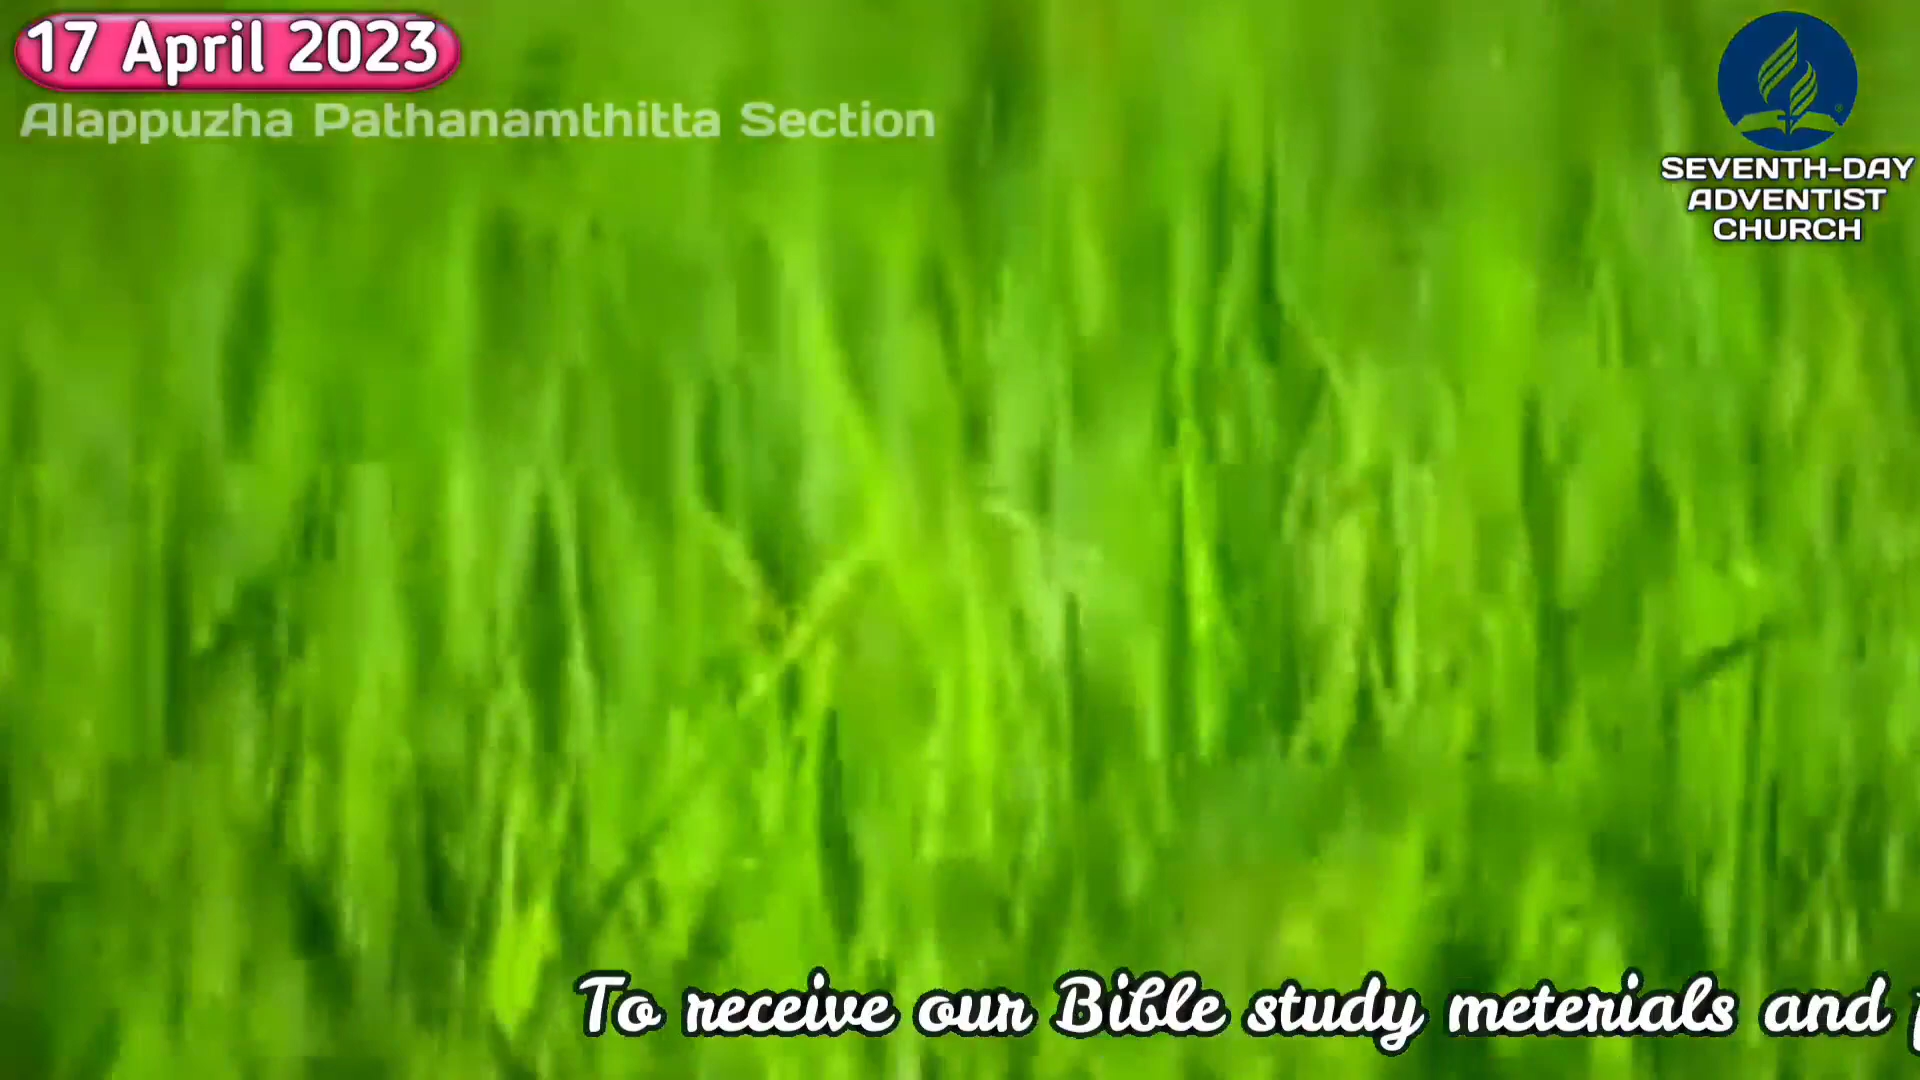 17 April 2023
Alappuzha Pathanamthitta Section
SEVENTH-DAY
ADVENTIST
CHURCH
To receive our Bible study meterials and